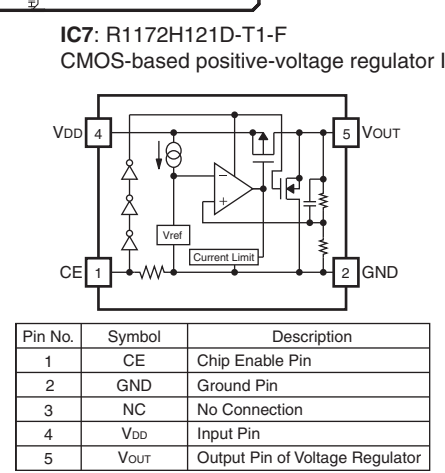 IC7: R1172H121D-T1-F
CMOS-based positive-voltage regulator I
VDD 4
5 VOUT
−
+
Vref
Current Limit
CE 1
2 GND
Pin No. Symbol Description
1 CE Chip Enable Pin
2 GND Ground Pin
3 NC No Connection
4 VDD Input Pin
5 VOUT Output Pin of Voltage Regulator